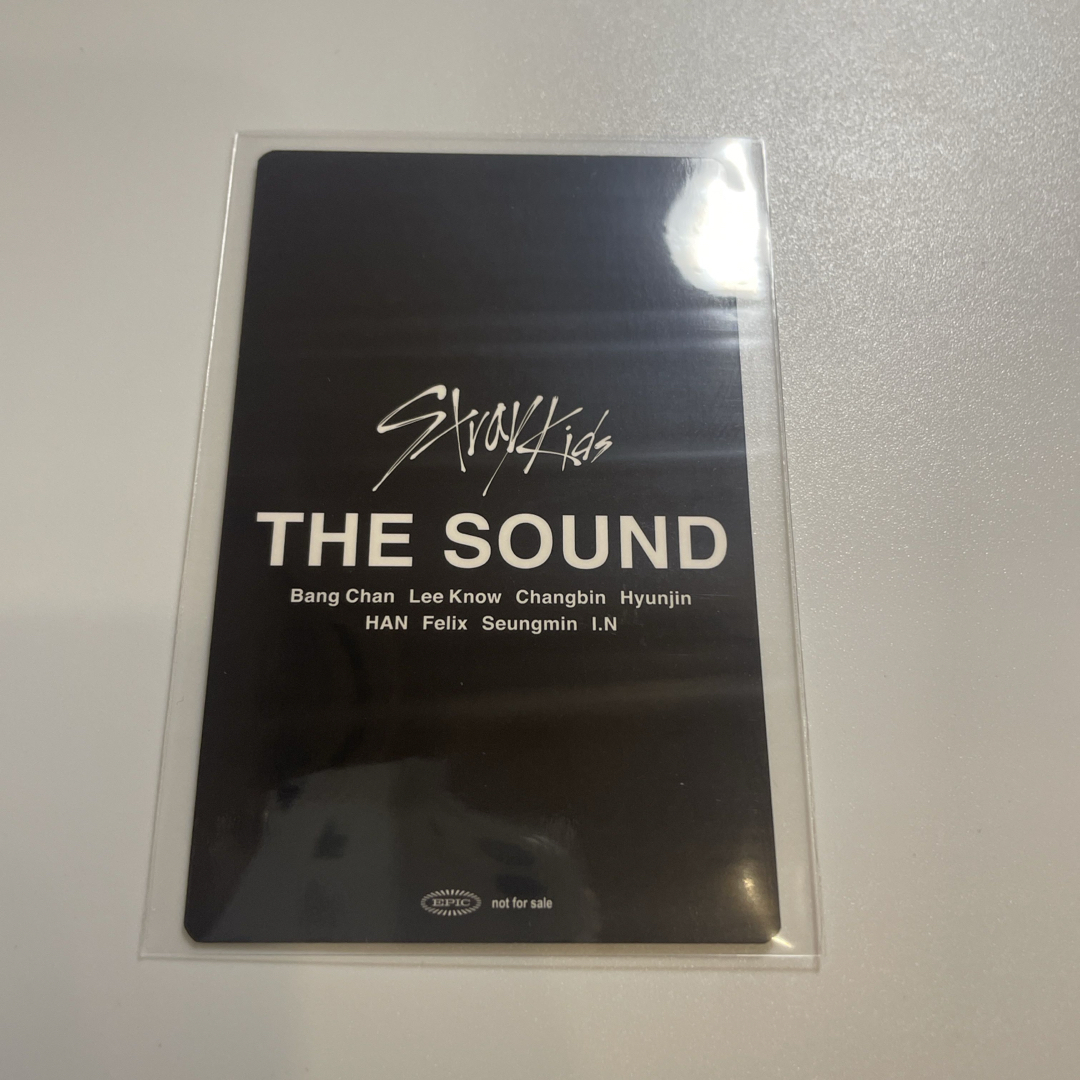 Stray Kids
THE SOUND
Bang Chan Lee Know Changbin Hyunjin
HAN Felix Seungmin I.N
EPIC not for sale